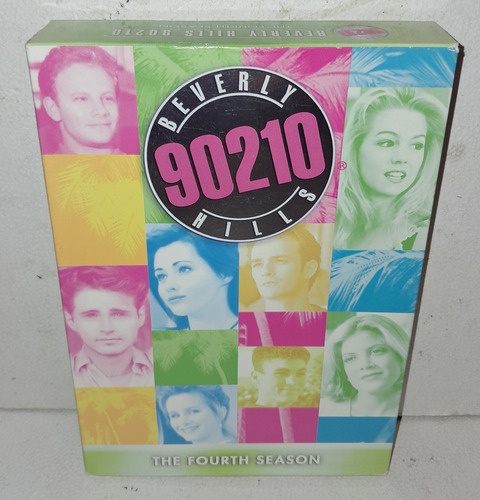 BEVERLY HILLS 90210
BEVERLY
90210
HILLS
®
THE FOURTH SEASON